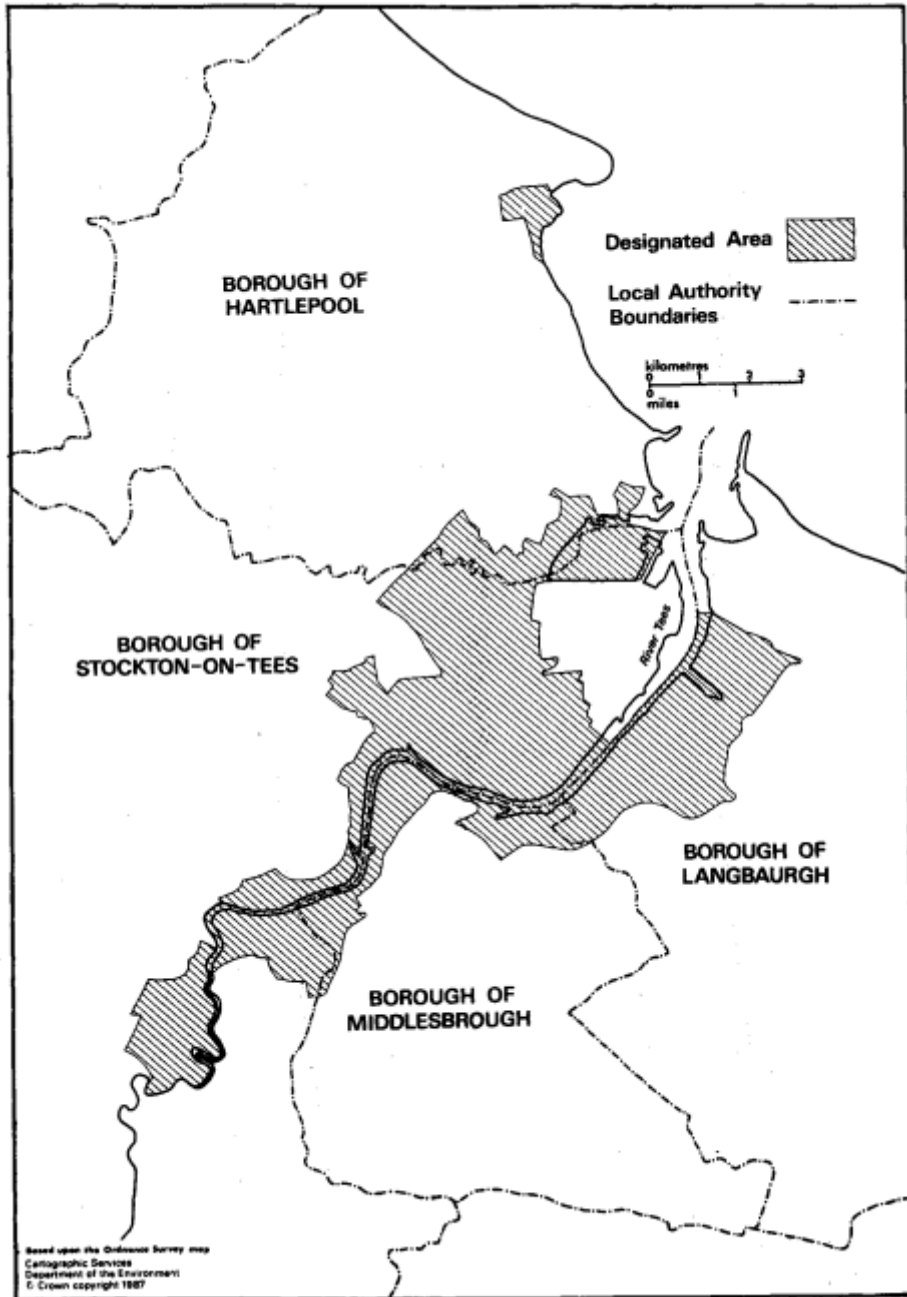 Designated Area
Local Authority
Boundaries
BOROUGH OF
HARTLEPOOL
kilometres
0 1 2 3
0 1
miles
BOROUGH OF
STOCKTON-ON-TEES
River Tees
BOROUGH OF
LANGBAURGH
BOROUGH OF
MIDDLESBROUGH
Based upon the Ordnance Survey map
Cartographic Services
Department of the Environment
© Crown copyright 1987